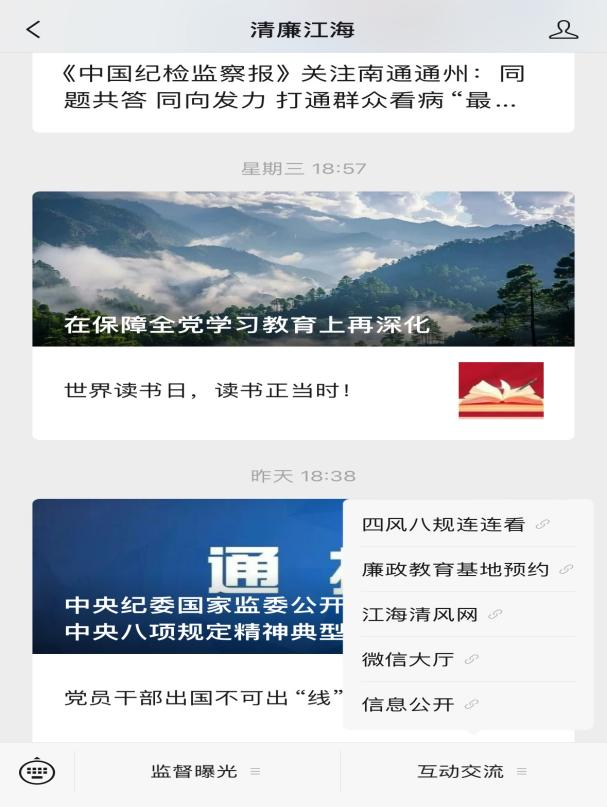 清廉江海
《中国纪检监察报》关注南通通州：同
题共答 同向发力 打通群众看病“最...
星期三 18:57
在保障全党学习教育上再深化
世界读书日，读书正当时！
昨天 18:38
通
中央纪委国家监委公开
中央八项规定精神典型
党员干部出国不可出“线”
四风八规连连看
廉政教育基地预约
江海清风网
微信大厅
信息公开
监督曝光
互动交流